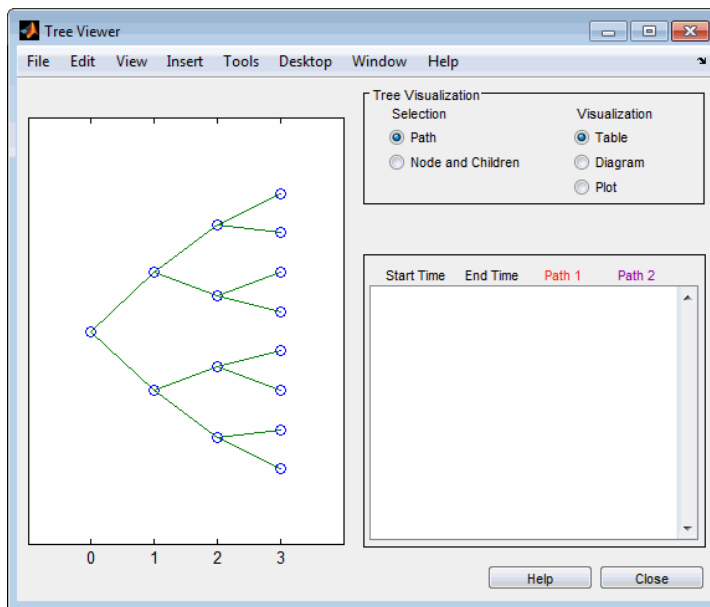 Tree Viewer
File Edit View Insert Tools Desktop Window Help
Tree Visualization
Selection Visualization
Path Table
Node and Children Diagram
Plot
Start Time End Time Path 1 Path 2
0 1 2 3
Help Close